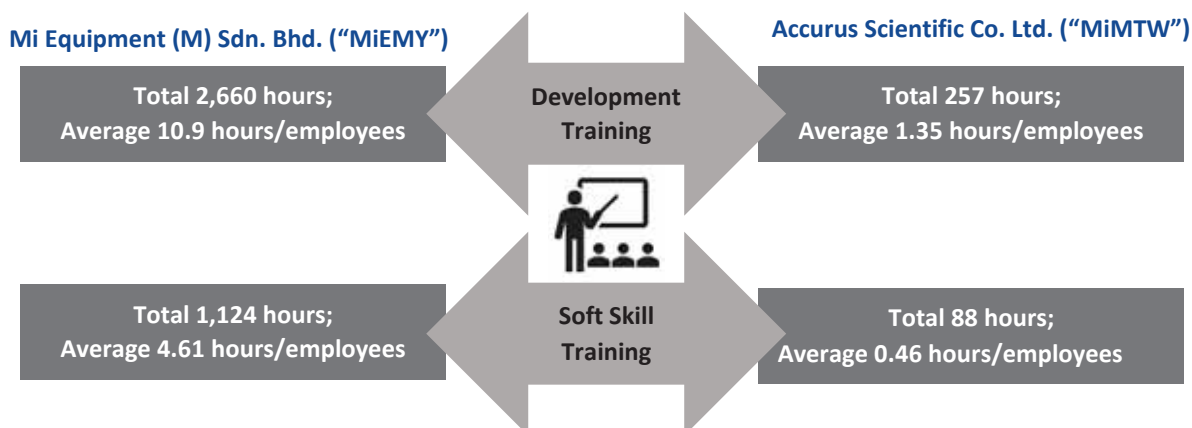 Mi Equipment (M) Sdn. Bhd. (“MiEMY”)
Accurus Scientific Co. Ltd. (“MiMTW”)
Total 2,660 hours;
Average 10.9 hours/employees
Development
Training
Total 257 hours;
Average 1.35 hours/employees
Total 1,124 hours;
Average 4.61 hours/employees
Soft Skill
Training
Total 88 hours;
Average 0.46 hours/employees